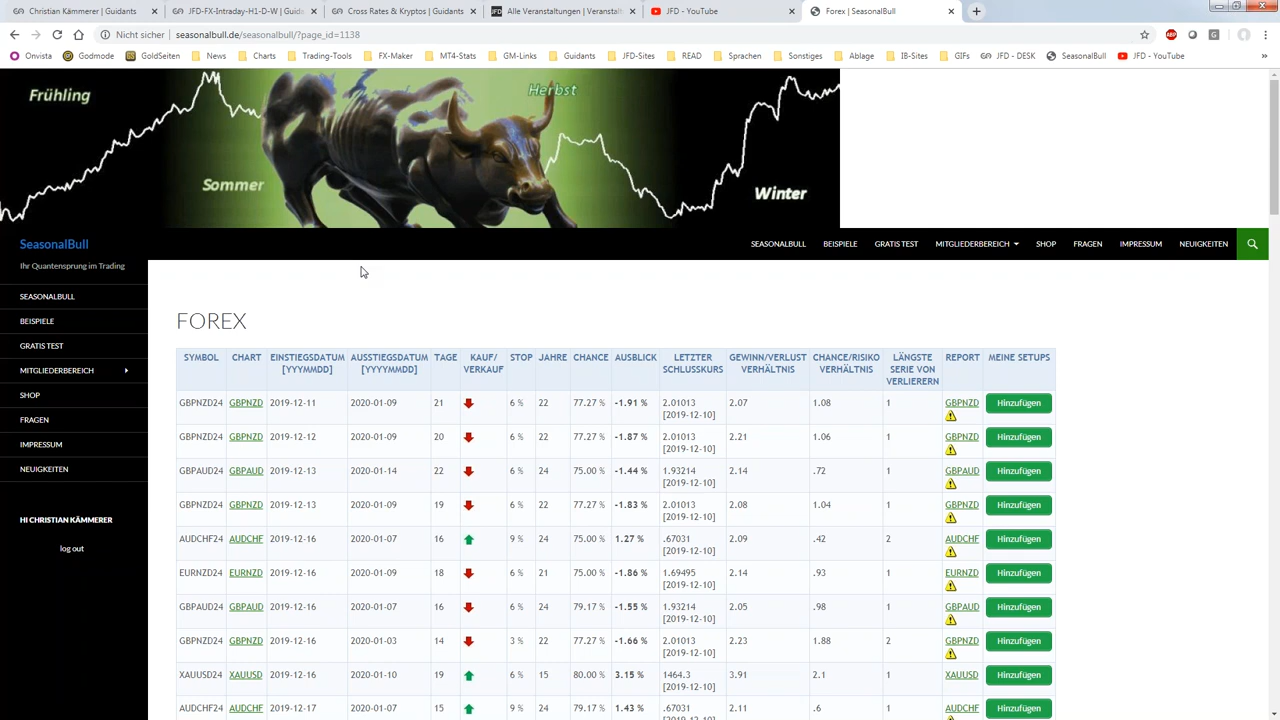 Christian Kämmerer | Guidants
JFD-FX-Intraday-H1-D-W | Guid
Cross Rates & Kryptos | Guidants
Alle Veranstaltungen | Veranstalt
JFD - YouTube
Forex | SeasonalBull
Nicht sicher | seasonalbull.de/seasonalbull/?page_id=1138
Onvista Godmode GoldSeiten News Charts Trading-Tools FX-Maker MT4-Stats GM-Links Guidants JFD-Sites READ Sprachen Sonstiges Ablage IB-Sites GIFs JFD - DESK SeasonalBull JFD - YouTube »
Frühling
Herbst
Sommer
Winter
SeasonalBull
SEASONALBULL BEISPIELE GRATIS TEST MITGLIEDERBEREICH SHOP FRAGEN IMPRESSUM NEUIGKEITEN
Ihr Quantensprung im Trading
SEASONALBULL
BEISPIELE
GRATIS TEST
MITGLIEDERBEREICH
SHOP
FRAGEN
IMPRESSUM
NEUIGKEITEN
HI CHRISTIAN KÄMMERER
log out
FOREX
SYMBOL CHART EINSTIEGSDATUM AUSSTIEGSDATUM TAGE KAUF/ STOP JAHRE CHANCE AUSBLICK LETZTER GEWINN/VERLUST CHANCE/RISIKO LÄNGSTE REPORT MEINE SETUPS
[YYYMMDD] [YYYYMMDD] VERKAUF SCHLUSSKURS VERHÄLTNIS VERHÄLTNIS SERIE VON
VERLIERERN
GBPNZD24 GBPNZD 2019-12-11 2020-01-09 21 6 % 22 77.27 % -1.91 % 2.01013 2.07 1.08 1 GBPNZD Hinzufügen
[2019-12-10]
GBPNZD24 GBPNZD 2019-12-12 2020-01-09 20 6 % 22 77.27 % -1.87 % 2.01013 2.21 1.06 1 GBPNZD Hinzufügen
[2019-12-10]
GBPAUD24 GBPAUD 2019-12-13 2020-01-14 22 6 % 24 75.00 % -1.44 % 1.93214 2.14 .72 1 GBPAUD Hinzufügen
[2019-12-10]
GBPNZD24 GBPNZD 2019-12-13 2020-01-09 19 6 % 22 77.27 % -1.83 % 2.01013 2.08 1.04 1 GBPNZD Hinzufügen
[2019-12-10]
AUDCHF24 AUDCHF 2019-12-16 2020-01-07 16 9 % 24 75.00 % 1.27 % .67031 2.09 .42 2 AUDCHF Hinzufügen
[2019-12-10]
EURNZD24 EURNZD 2019-12-16 2020-01-09 18 6 % 21 75.00 % -1.86 % 1.69495 2.14 .93 1 EURNZD Hinzufügen
[2019-12-10]
GBPAUD24 GBPAUD 2019-12-16 2020-01-07 16 6 % 24 79.17 % -1.55 % 1.93214 2.05 .98 1 GBPAUD Hinzufügen
[2019-12-10]
GBPNZD24 GBPNZD 2019-12-16 2020-01-03 14 3 % 22 77.27 % -1.66 % 2.01013 2.23 1.88 2 GBPNZD Hinzufügen
[2019-12-10]
XAUUSD24 XAUUSD 2019-12-16 2020-01-10 19 6 % 15 80.00 % 3.15 % 1464.3 3.91 2.1 1 XAUUSD Hinzufügen
[2019-12-10]
AUDCHF24 AUDCHF 2019-12-17 2020-01-07 15 9 % 24 79.17 % 1.43 % .67031 2.11 .6 1 AUDCHF Hinzufügen
[2019-12-10]